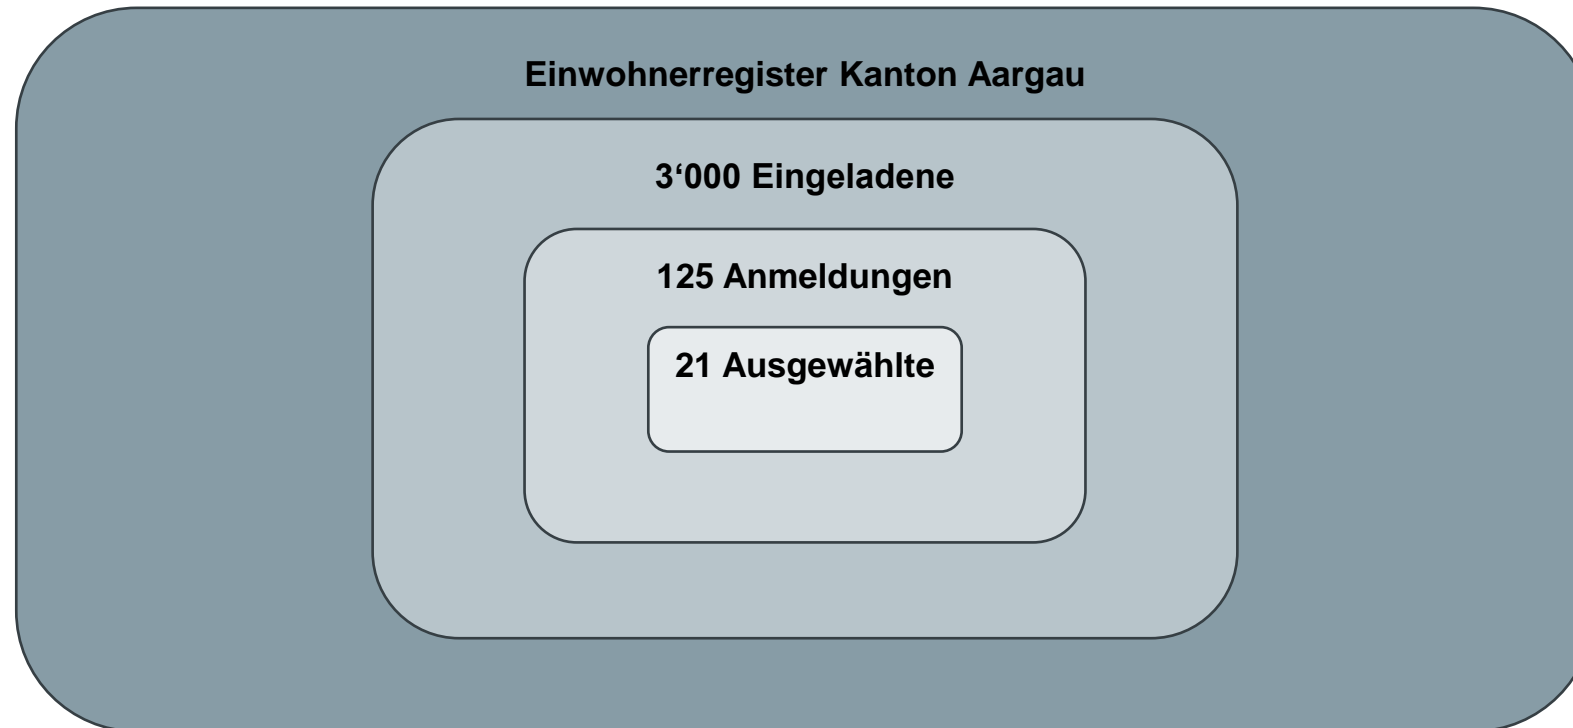 Einwohnerregister Kanton Aargau
3‘000 Eingeladene
125 Anmeldungen
21 Ausgewählte